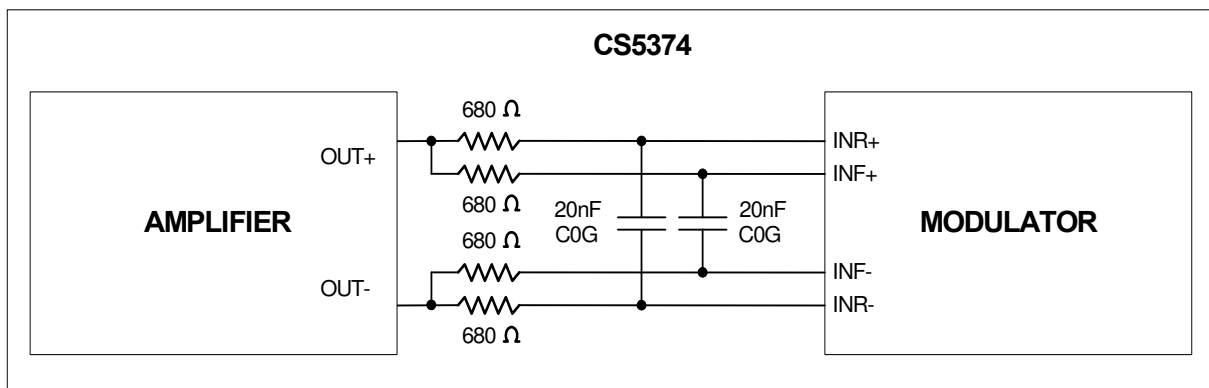 CS5374
680 Ω
OUT+
INR+
INF+
680 Ω
AMPLIFIER
20nF
C0G
20nF
C0G
MODULATOR
680 Ω
OUT-
INF-
INR-
680 Ω